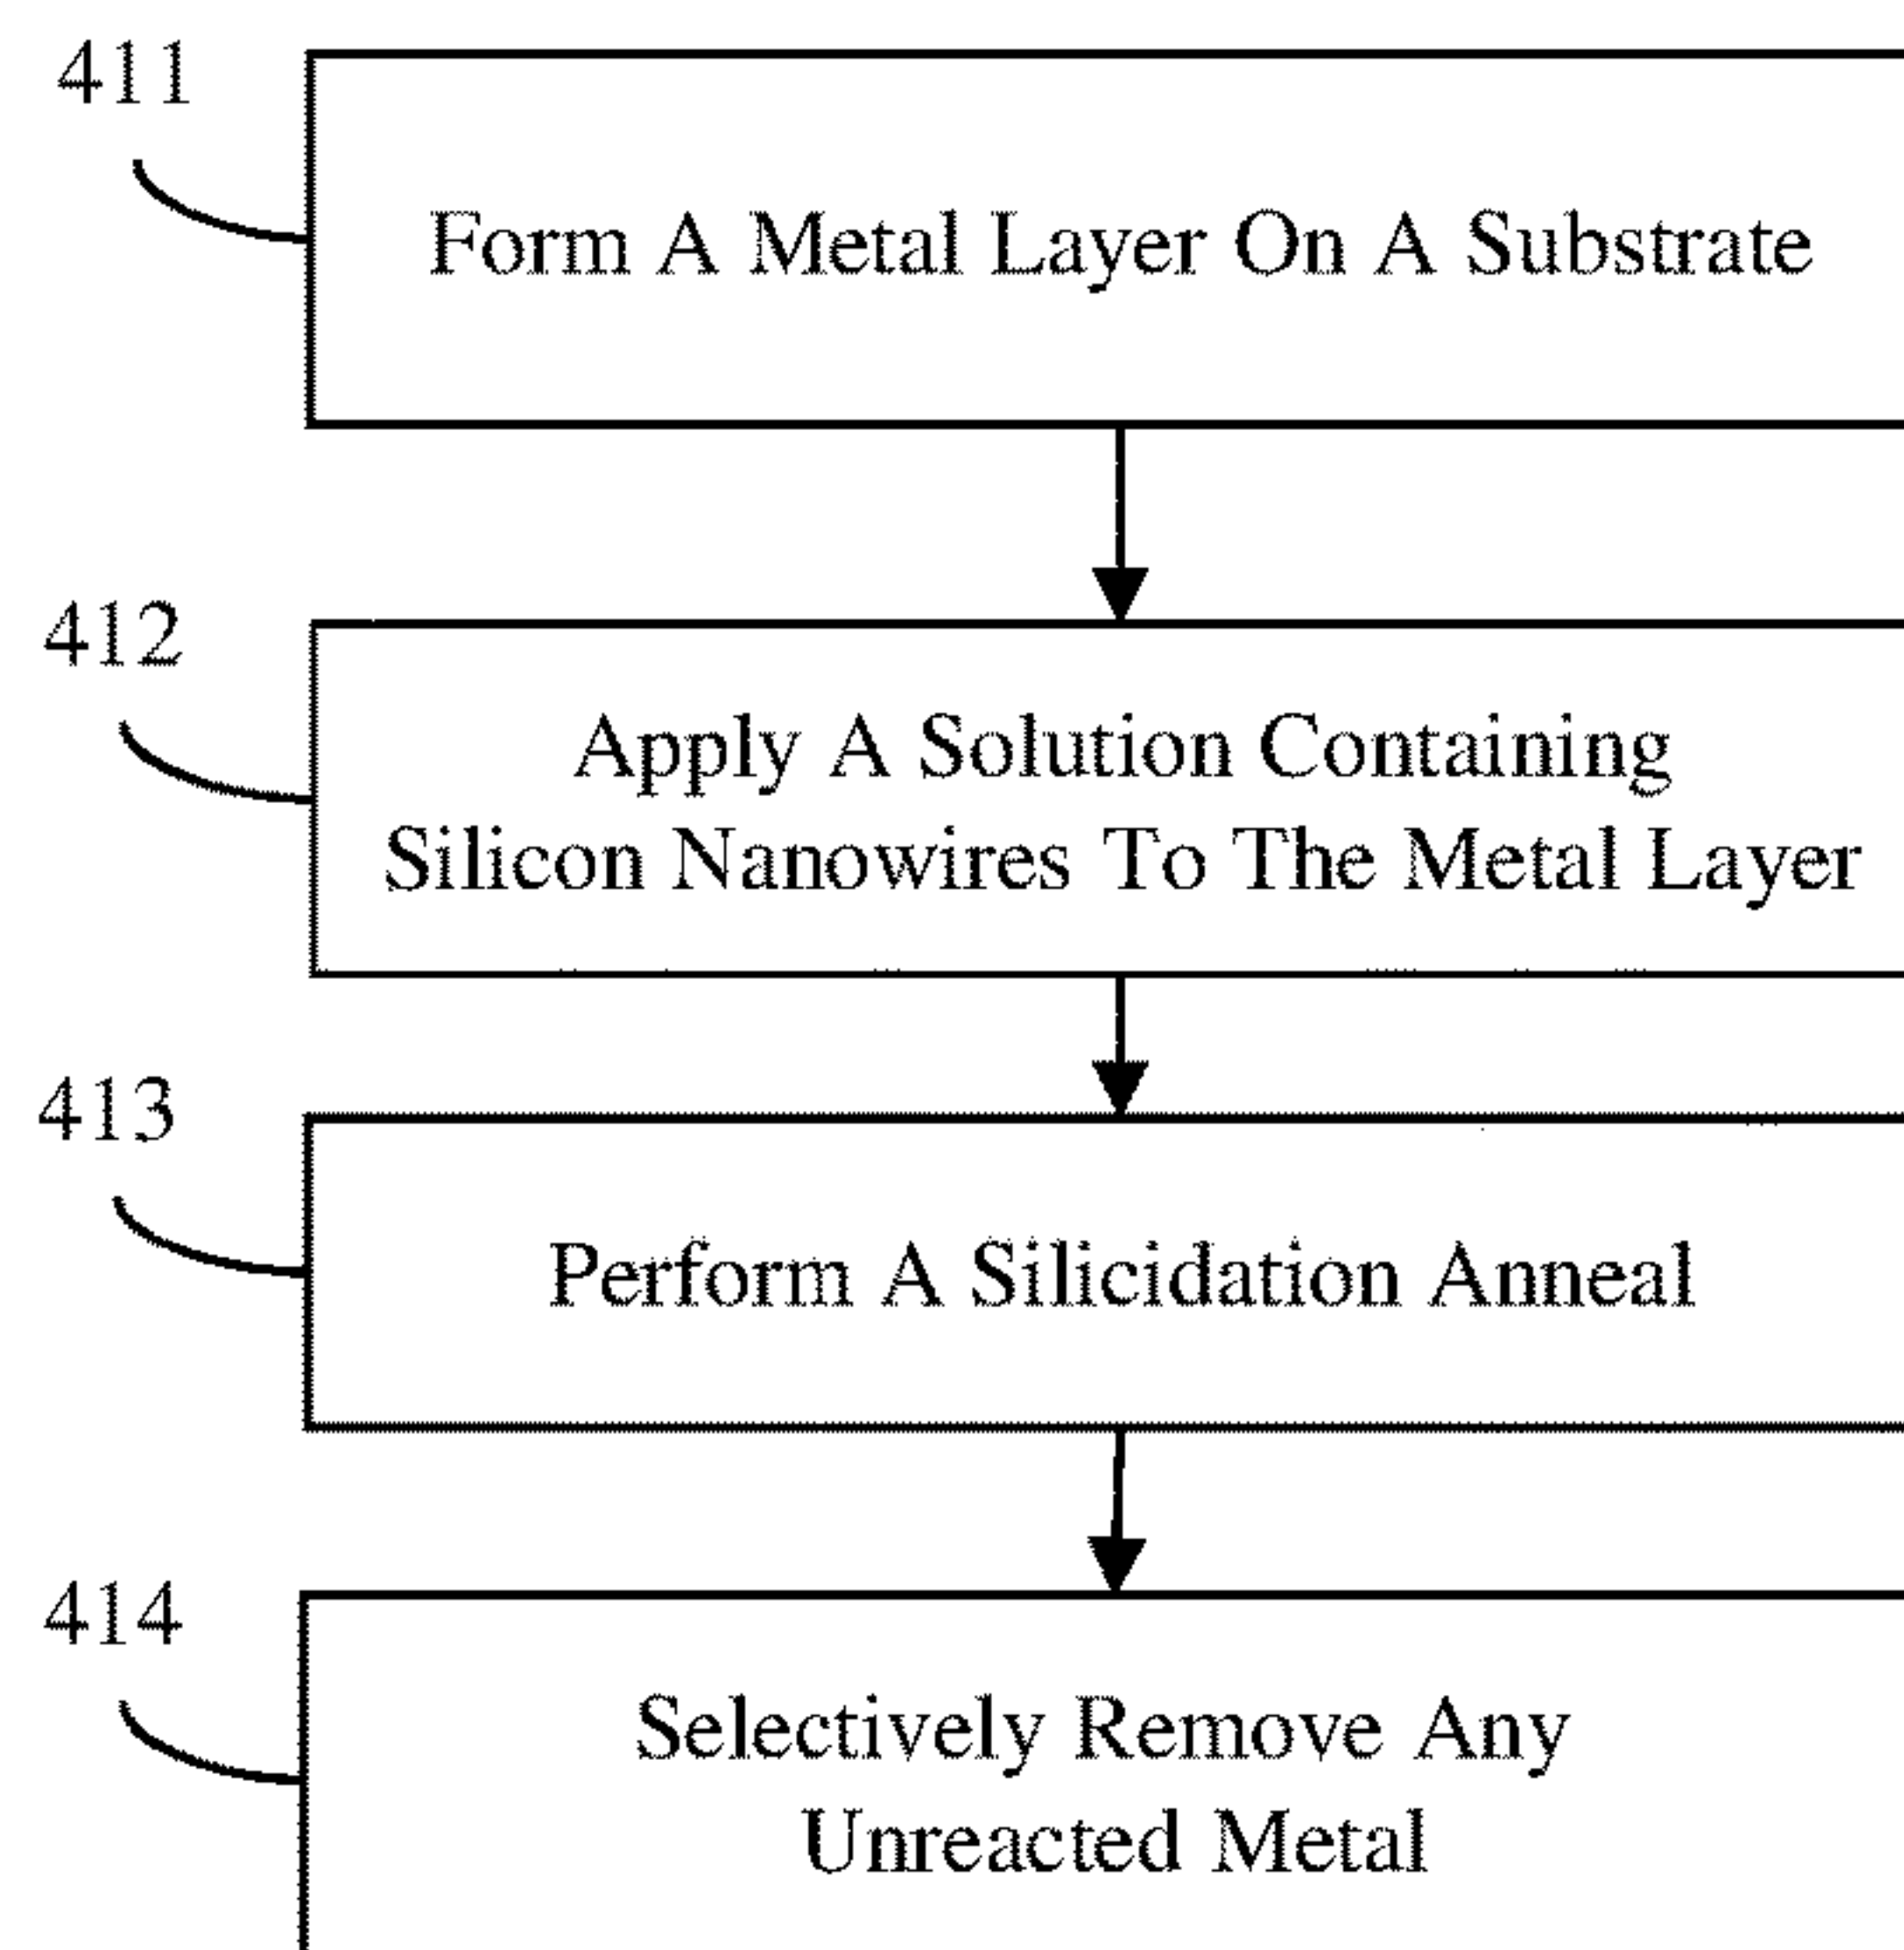 411
Form A Metal Layer On A Substrate
412
Apply A Solution Containing
Silicon Nanowires To The Metal Layer
413
Perform A Silicidation Anneal
414
Selectively Remove Any
Unreacted Metal